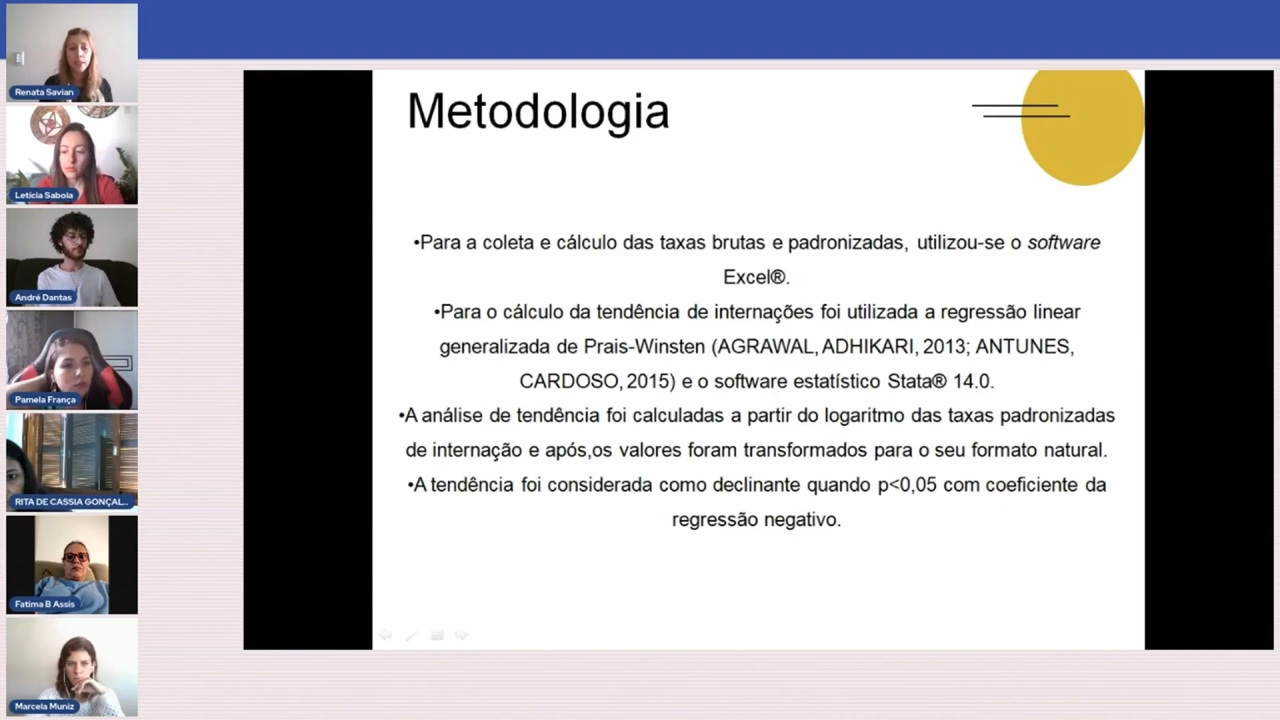 Renata Savian
Letícia Saboia
André Dantas
Pamela França
RITA DE CASSIA GONÇAL...
Fatima B Assis
Marcela Muniz
Metodologia
•Para a coleta e cálculo das taxas brutas e padronizadas, utilizou-se o software
Excel®.
•Para o cálculo da tendência de internações foi utilizada a regressão linear
generalizada de Prais-Winsten (AGRAWAL, ADHIKARI, 2013; ANTUNES,
CARDOSO, 2015) e o software estatístico Stata® 14.0.
•A análise de tendência foi calculadas a partir do logaritmo das taxas padronizadas
de internação e após,os valores foram transformados para o seu formato natural.
•A tendência foi considerada como declinante quando p<0,05 com coeficiente da
regressão negativo.